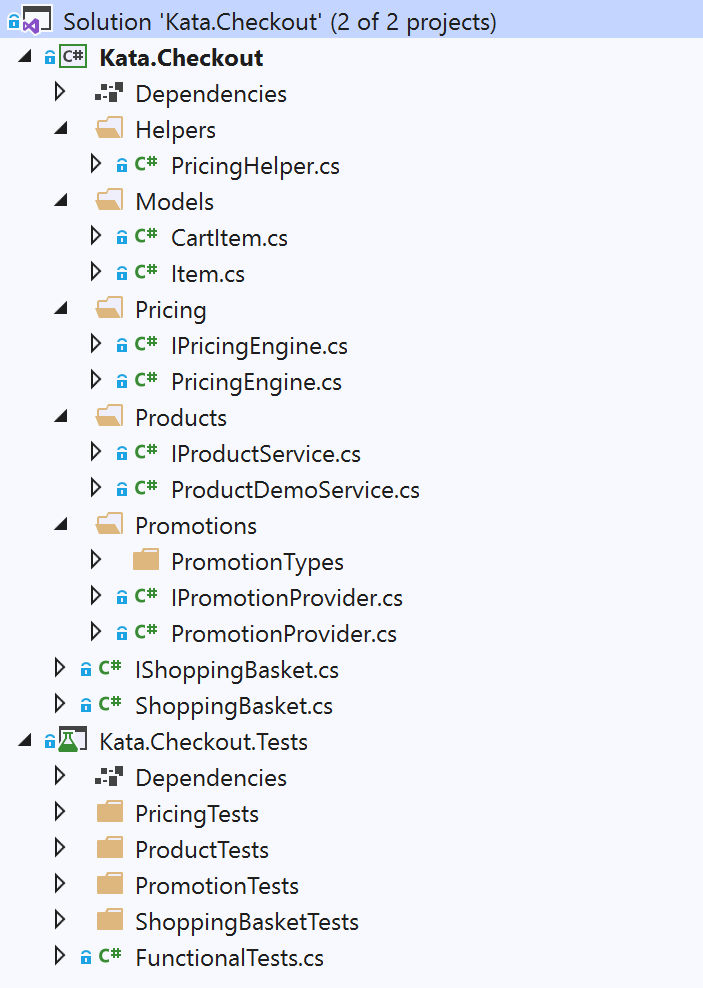 Solution 'Kata.Checkout' (2 of 2 projects)
C# Kata.Checkout
Dependencies
Helpers
C# PricingHelper.cs
Models
C# CartItem.cs
C# Item.cs
Pricing
C# IPricingEngine.cs
C# PricingEngine.cs
Products
C# IProductService.cs
C# ProductDemoService.cs
Promotions
PromotionTypes
C# IPromotionProvider.cs
C# PromotionProvider.cs
C# IShoppingBasket.cs
C# ShoppingBasket.cs
Kata.Checkout.Tests
Dependencies
PricingTests
ProductTests
PromotionTests
ShoppingBasketTests
C# FunctionalTests.cs